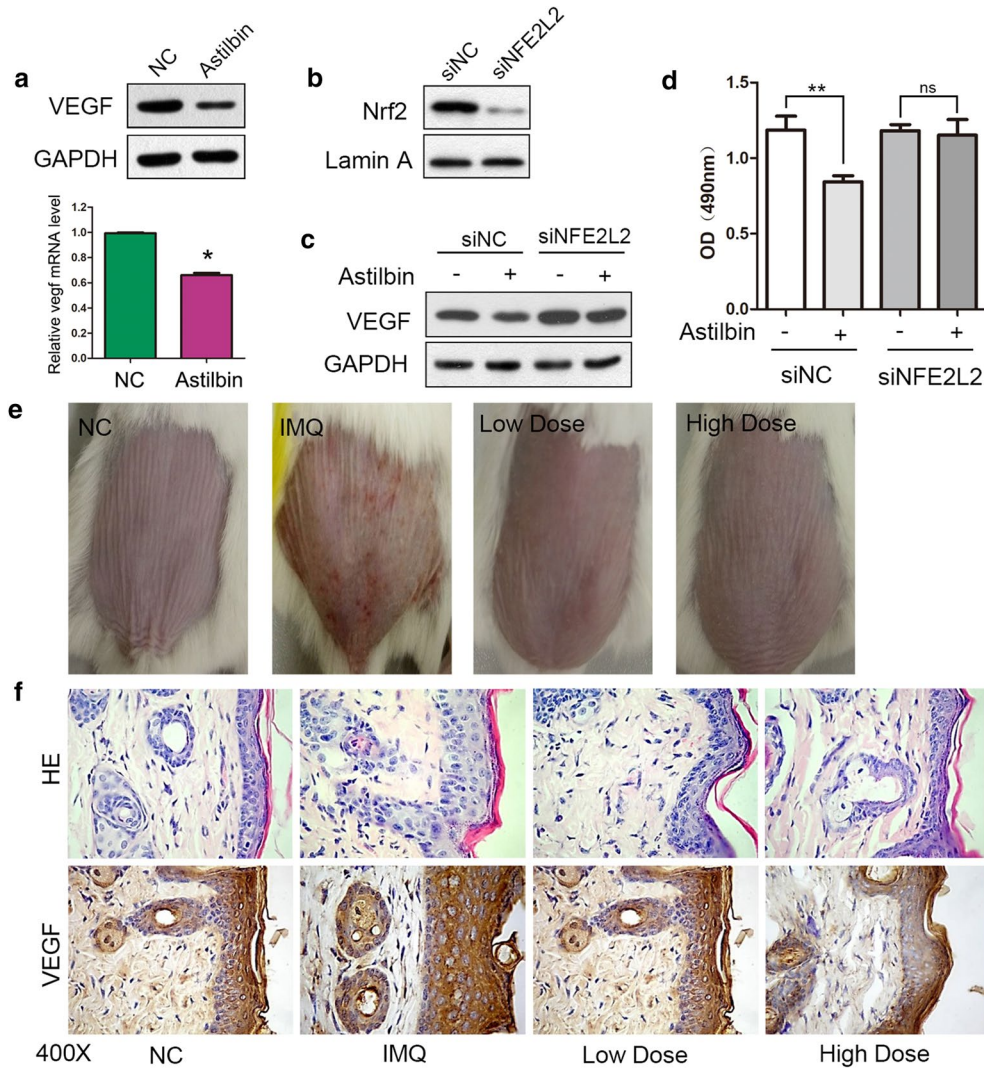 a
NC Astilbin
VEGF
GAPDH
Relative vegf mRNA level
1.2
1.0
0.8
0.6
0.4
0.2
0.0
*
NC Astilbin
b
siNC siNFE2L2
Nrf2
Lamin A
c
siNC siNFE2L2
Astilbin - + - +
VEGF
GAPDH
d
OD（490nm）
1.5
1.0
0.5
0.0
** ns
Astilbin - + - +
siNC siNFE2L2
e
NC IMQ Low Dose High Dose
f
HE
VEGF
400X NC IMQ Low Dose High Dose